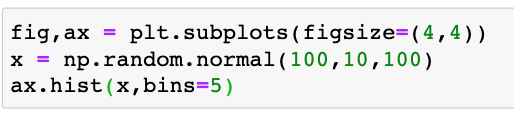 fig,ax = plt.subplots(figsize=(4,4))
x = np.random.normal(100,10,100)
ax.hist(x,bins=5)